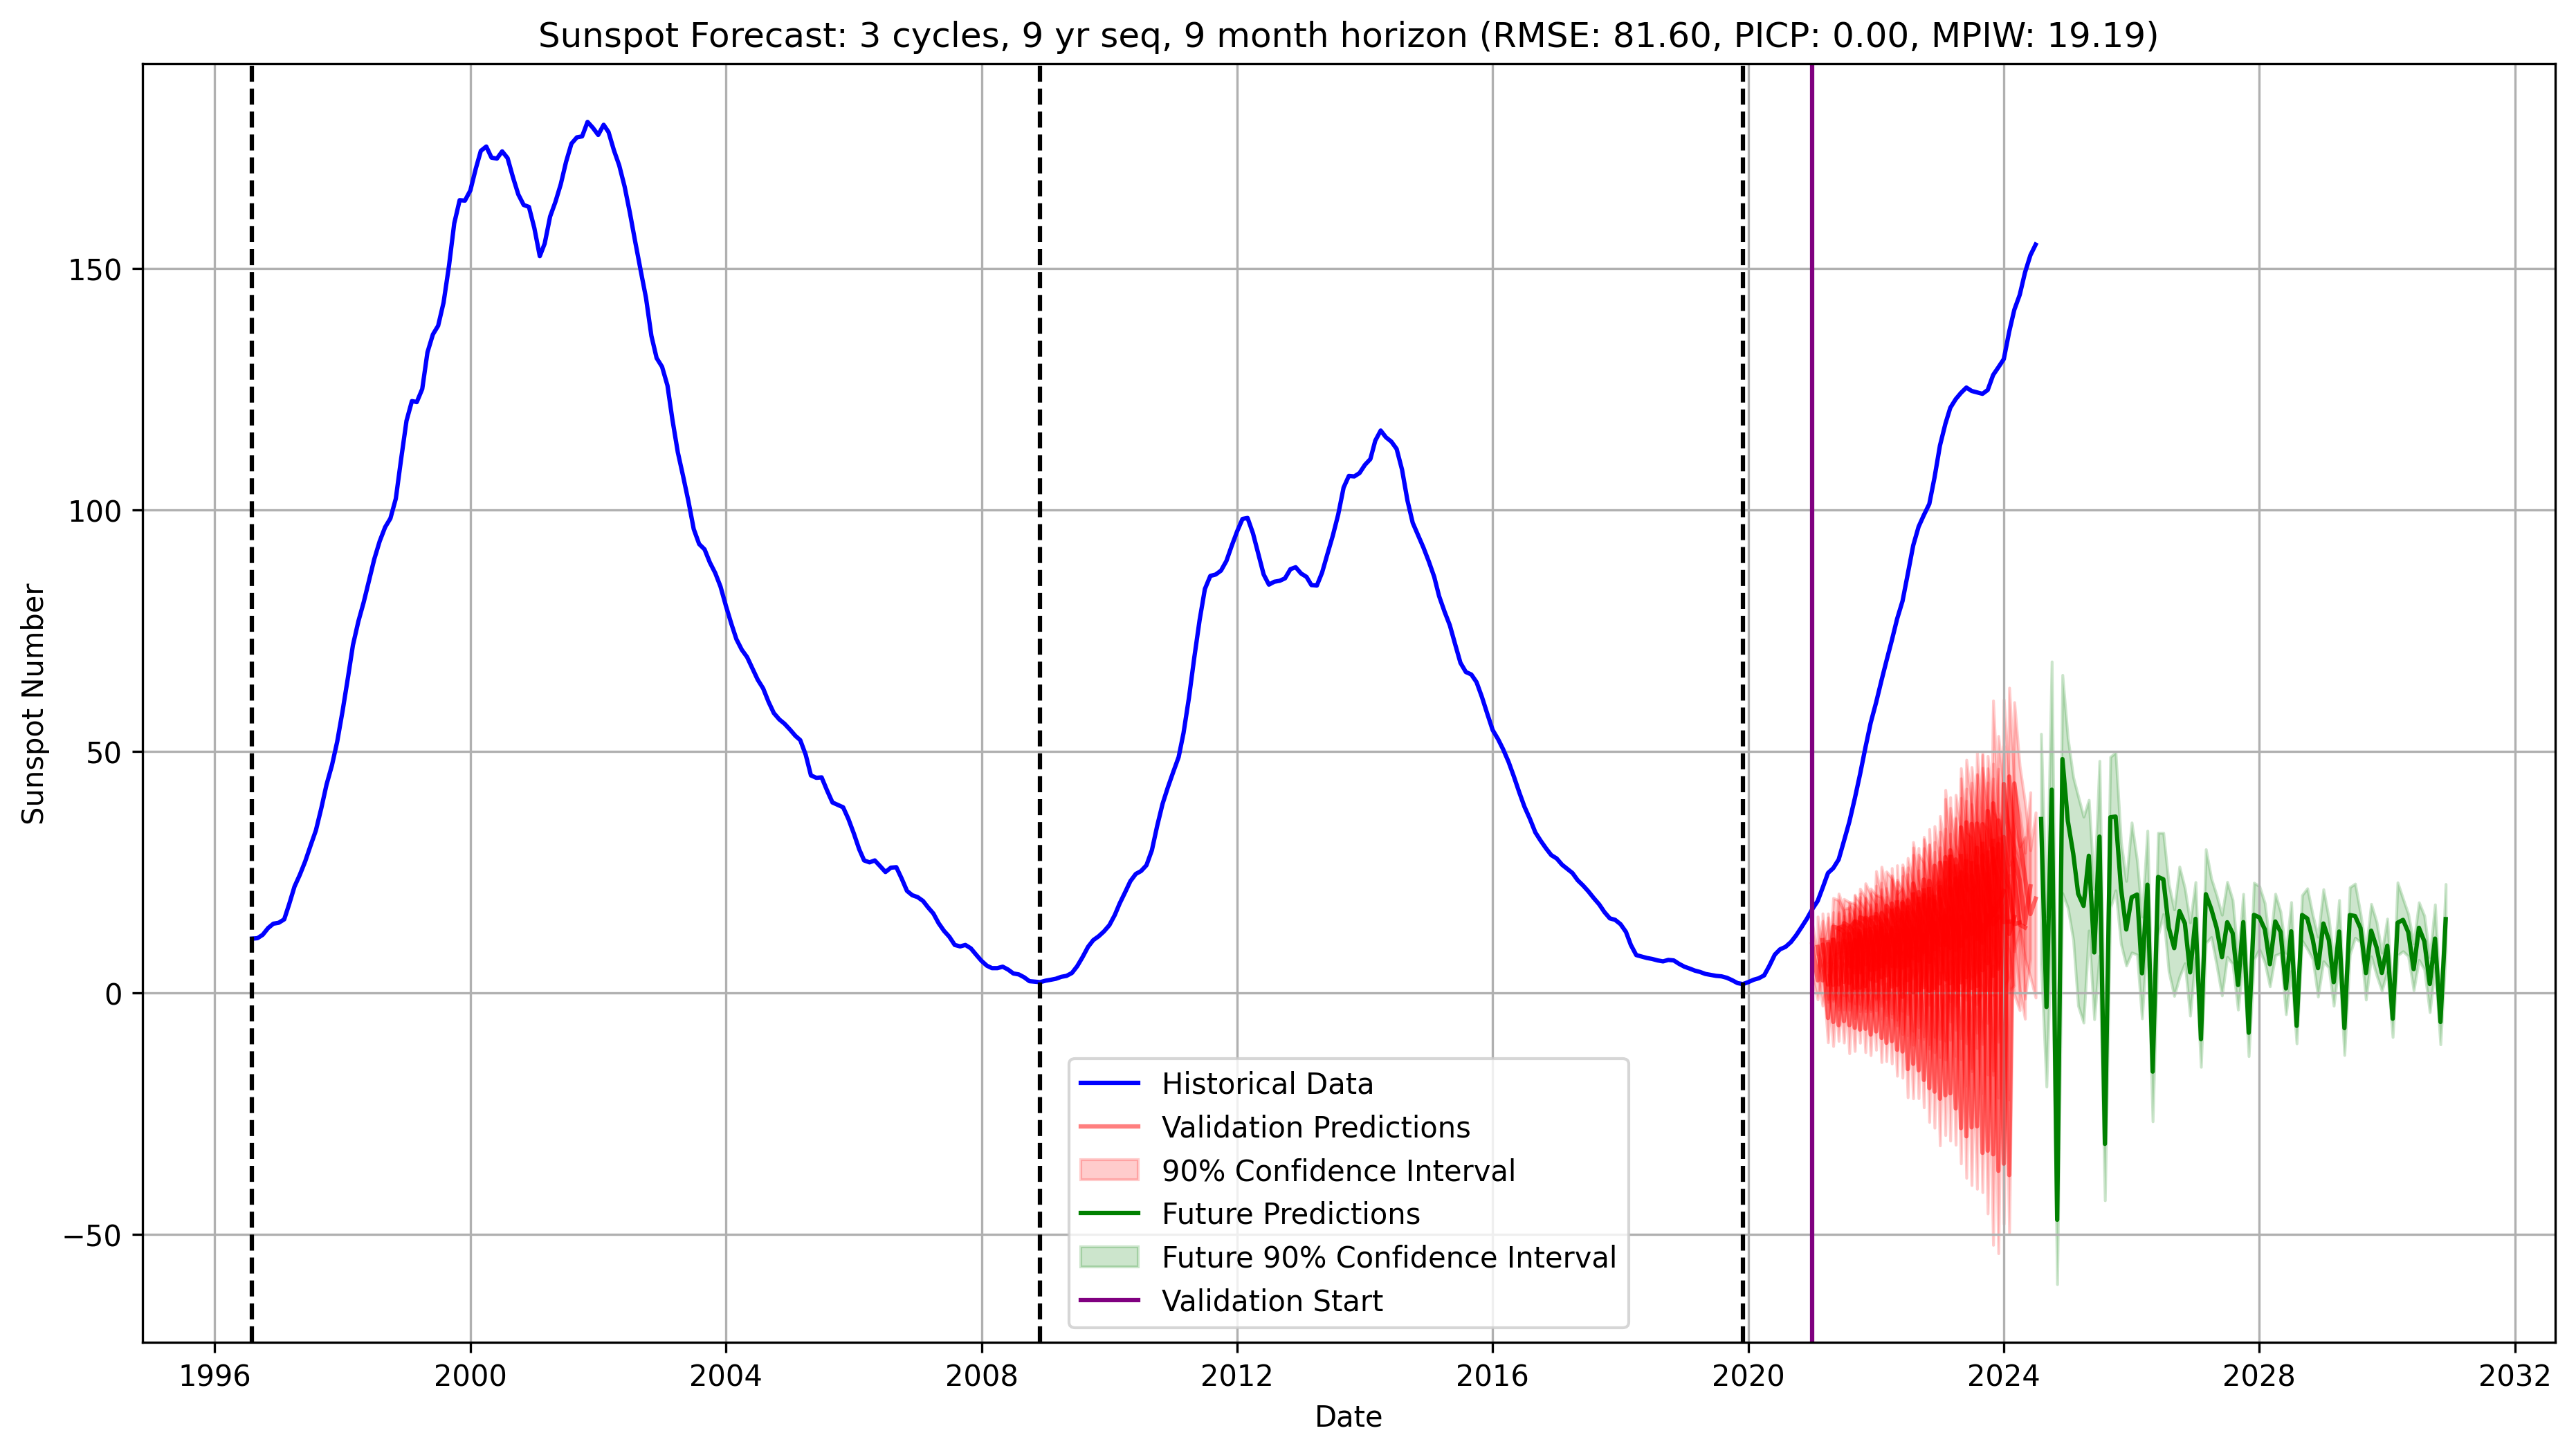 Sunspot Forecast: 3 cycles, 9 yr seq, 9 month horizon (RMSE: 81.60, PICP: 0.00, MPIW: 19.19)
Sunspot Number
150
100
50
0
−50
Historical Data
Validation Predictions
90% Confidence Interval
Future Predictions
Future 90% Confidence Interval
Validation Start
1996 2000 2004 2008 2012 2016 2020 2024 2028 2032
Date